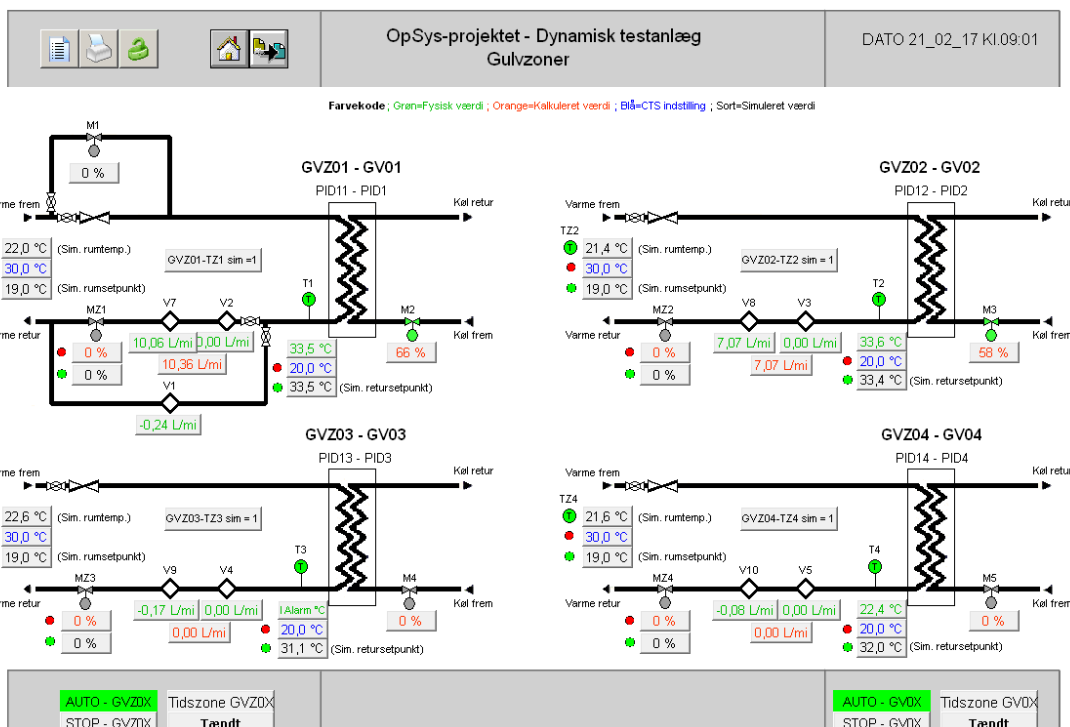 OpSys-projektet - Dynamisk testanlæg
Gulvzoner
DATO 21_02_17 Kl.09:01
Farvekode ; Grøn=Fysisk værdi ; Orange=Kalkuleret værdi ; Blå=CTS indstilling ; Sort=Simuleret værdi
M1
0 %
GVZ01 - GV01
PID11 - PID1
me frem
Køl retur
22,0 °C (Sim. rumtemp.)
30,0 °C
19,0 °C (Sim. rumsetpunkt)
GVZ01-TZ1 sim =1
T1
T
MZ1
V7
V2
M2
me retur
Køl frem
10,06 L/mi
0,00 L/mi
10,36 L/mi
0 %
0 %
33,5 °C
20,0 °C
33,5 °C (Sim. retursetpunkt)
66 %
V1
-0,24 L/mi
GVZ02 - GV02
PID12 - PID2
Varme frem
Køl retur
TZ2
T
21,4 °C (Sim. rumtemp.)
30,0 °C
19,0 °C (Sim. rumsetpunkt)
GVZ02-TZ2 sim = 1
T2
T
MZ2
V8
V3
M3
Varme retur
Køl frem
7,07 L/mi
0,00 L/mi
7,07 L/mi
0 %
0 %
33,6 °C
20,0 °C
33,4 °C (Sim. retursetpunkt)
58 %
GVZ03 - GV03
PID13 - PID3
me frem
Køl retur
22,6 °C (Sim. rumtemp.)
30,0 °C
19,0 °C (Sim. rumsetpunkt)
GVZ03-TZ3 sim = 1
T3
T
MZ3
V9
V4
M4
me retur
Køl frem
-0,17 L/mi
0,00 L/mi
0,00 L/mi
0 %
0 %
l Alarm °C
20,0 °C
31,1 °C (Sim. retursetpunkt)
0 %
GVZ04 - GV04
PID14 - PID4
Varme frem
Køl retur
TZ4
T
21,6 °C (Sim. rumtemp.)
30,0 °C
19,0 °C (Sim. rumsetpunkt)
GVZ04-TZ4 sim = 1
T4
T
MZ4
V10
V5
M5
Varme retur
Køl frem
-0,08 L/mi
0,00 L/mi
0,00 L/mi
0 %
0 %
22,4 °C
20,0 °C
32,0 °C (Sim. retursetpunkt)
0 %
AUTO - GVZ0X
Tidszone GVZ0X
STOP - GVZ0X
Tændt
AUTO - GV0X
Tidszone GV0X
STOP - GV0X
Tændt